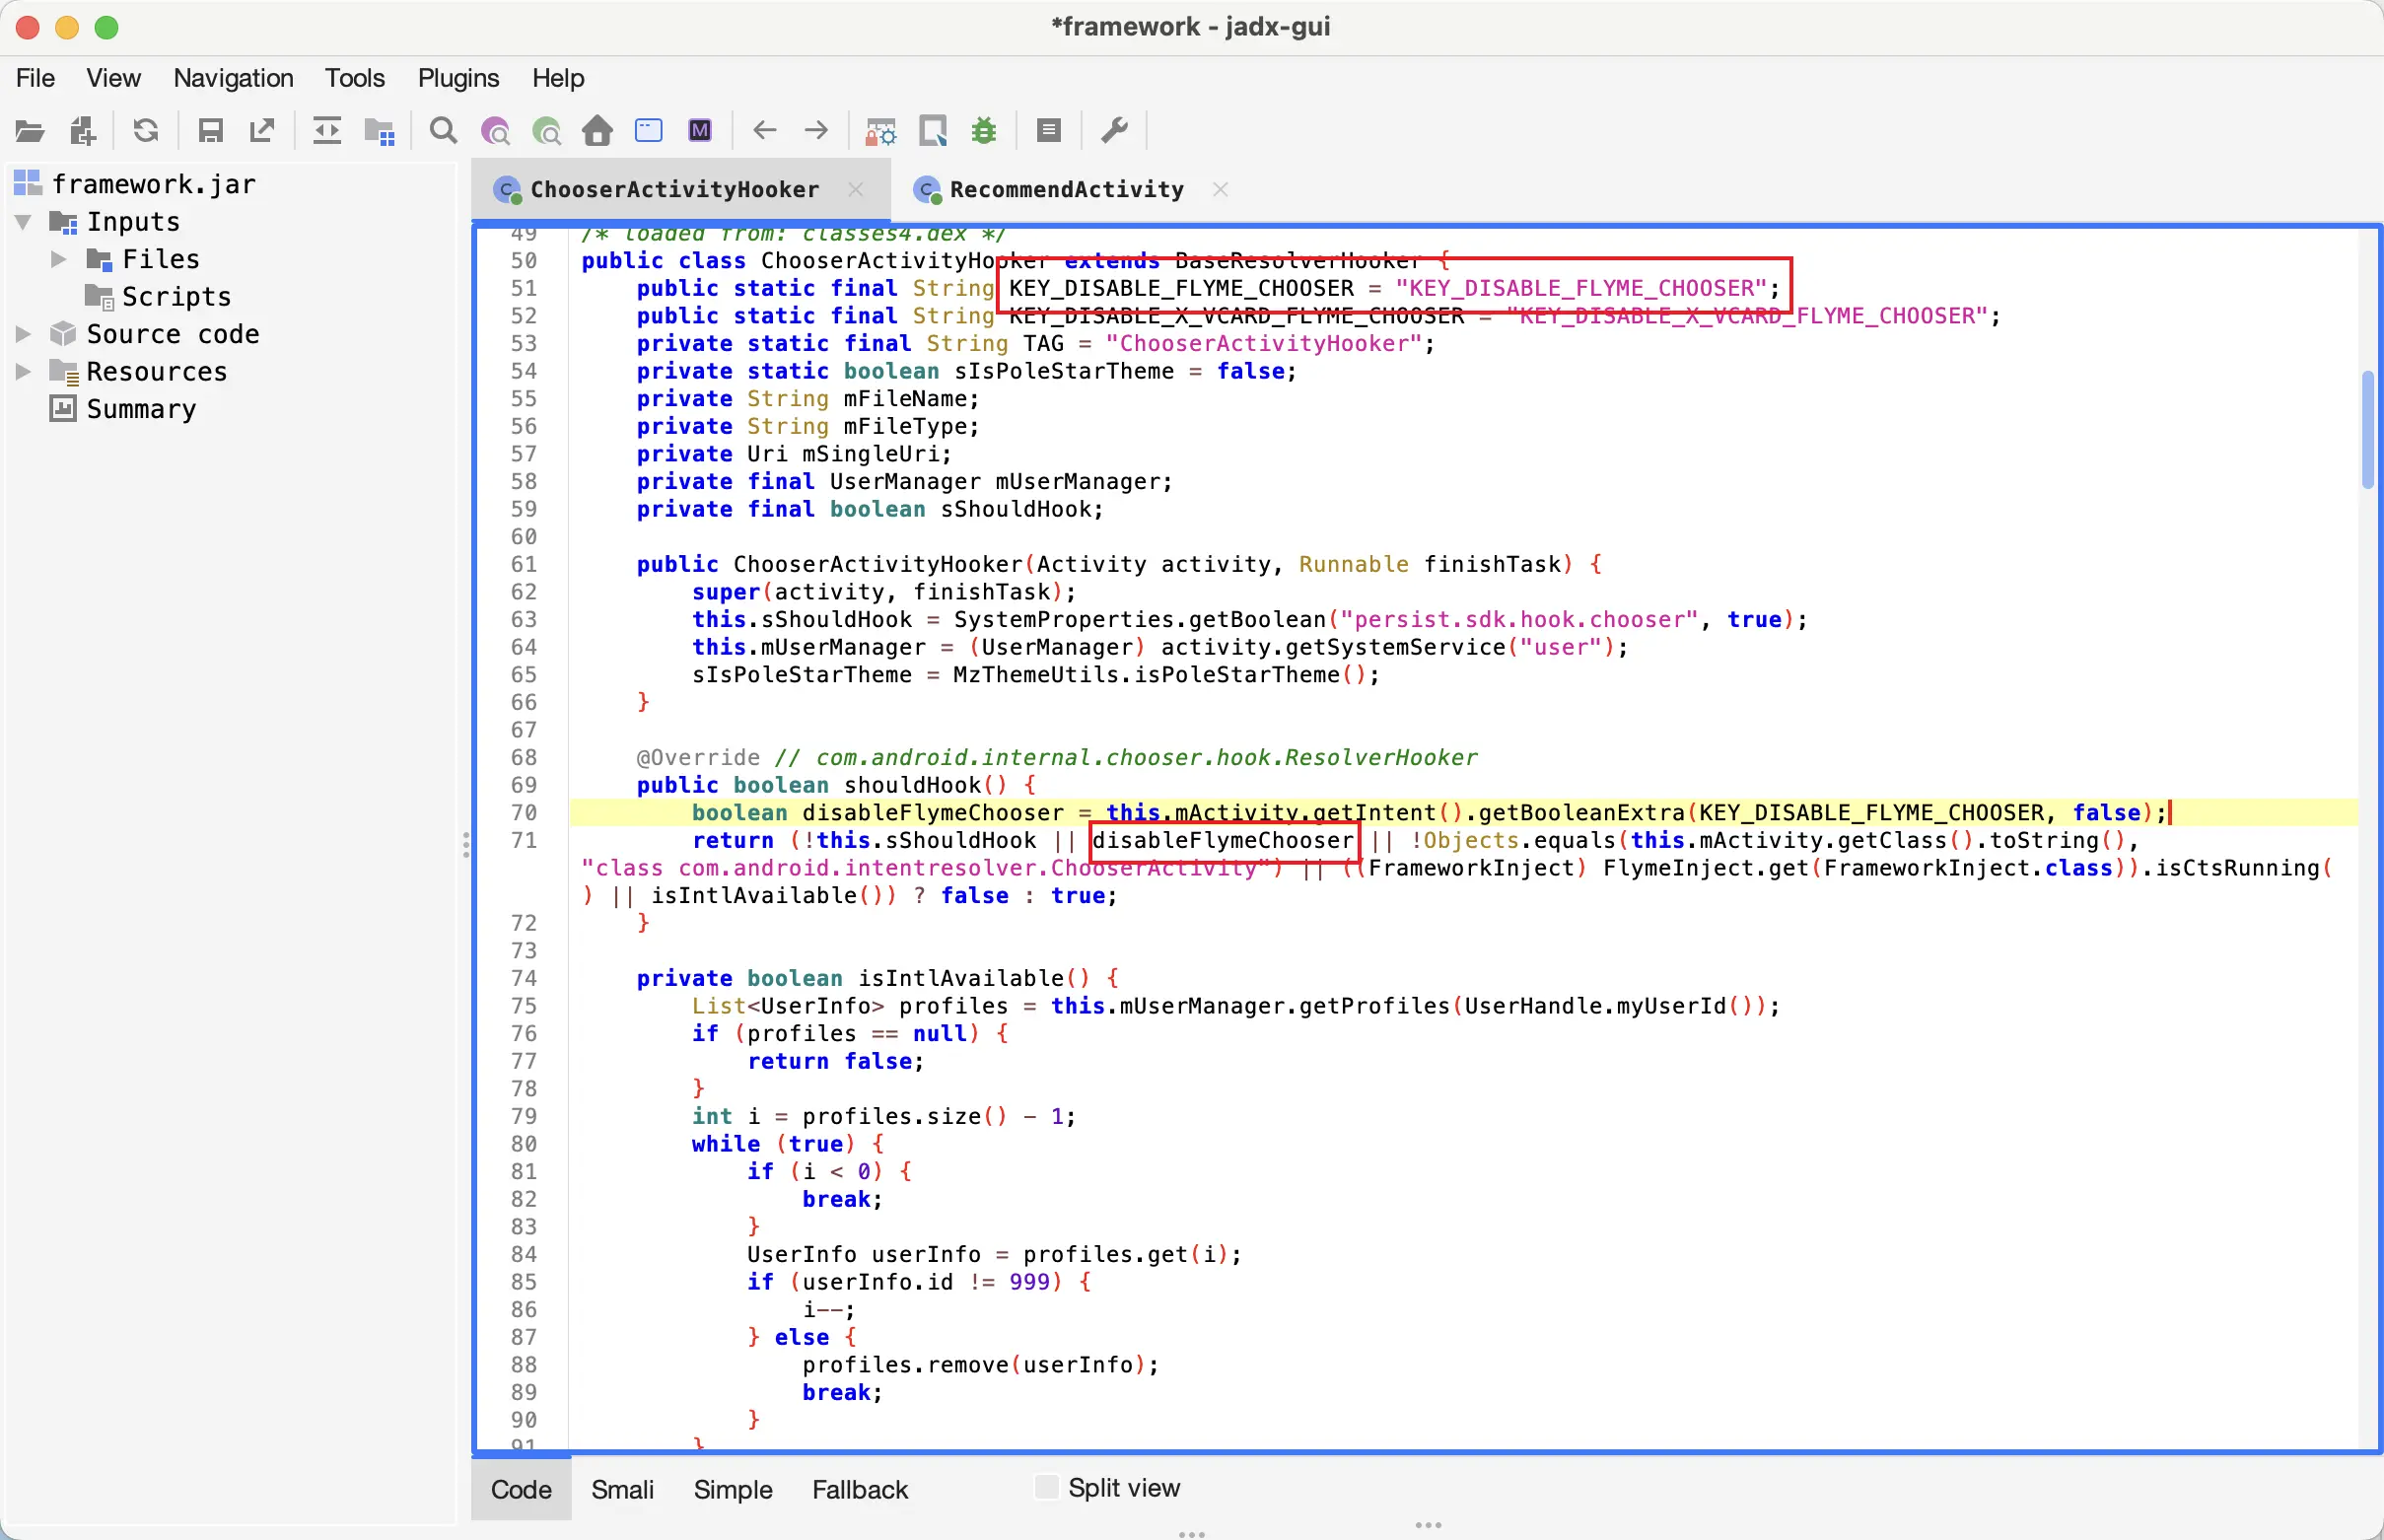 *framework - jadx-gui
File View Navigation Tools Plugins Help
framework.jar
Inputs
Files
Scripts
Source code
Resources
Summary
ChooserActivityHooker
RecommendActivity
49 /* loaded from: classes4.dex */
50 public class ChooserActivityHooker extends BaseResolverHooker {
51 public static final String KEY_DISABLE_FLYME_CHOOSER = "KEY_DISABLE_FLYME_CHOOSER";
52 public static final String KEY_DISABLE_X_VCARD_FLYME_CHOOSER = "KEY_DISABLE_X_VCARD_FLYME_CHOOSER";
53 private static final String TAG = "ChooserActivityHooker";
54 private static boolean sIsPoleStarTheme = false;
55 private String mFileName;
56 private String mFileType;
57 private Uri mSingleUri;
58 private final UserManager mUserManager;
59 private final boolean sShouldHook;
60
61 public ChooserActivityHooker(Activity activity, Runnable finishTask) {
62 super(activity, finishTask);
63 this.sShouldHook = SystemProperties.getBoolean("persist.sdk.hook.chooser", true);
64 this.mUserManager = (UserManager) activity.getSystemService("user");
65 sIsPoleStarTheme = MzThemeUtils.isPoleStarTheme();
66 }
67
68 @Override // com.android.internal.chooser.hook.ResolverHooker
69 public boolean shouldHook() {
70 boolean disableFlymeChooser = this.mActivity.getIntent().getBooleanExtra(KEY_DISABLE_FLYME_CHOOSER, false);
71 return (!this.sShouldHook || disableFlymeChooser || !Objects.equals(this.mActivity.getClass().toString(),
"class com.android.intentresolver.ChooserActivity") || ((FrameworkInject) FlymeInject.get(FrameworkInject.class)).isCtsRunning(
) || isIntlAvailable()) ? false : true;
72 }
73
74 private boolean isIntlAvailable() {
75 List<UserInfo> profiles = this.mUserManager.getProfiles(UserHandle.myUserId());
76 if (profiles == null) {
77 return false;
78 }
79 int i = profiles.size() - 1;
80 while (true) {
81 if (i < 0) {
82 break;
83 }
84 UserInfo userInfo = profiles.get(i);
85 if (userInfo.id != 999) {
86 i--;
87 } else {
88 profiles.remove(userInfo);
89 break;
90 }
91 }
Code Smali Simple Fallback Split view